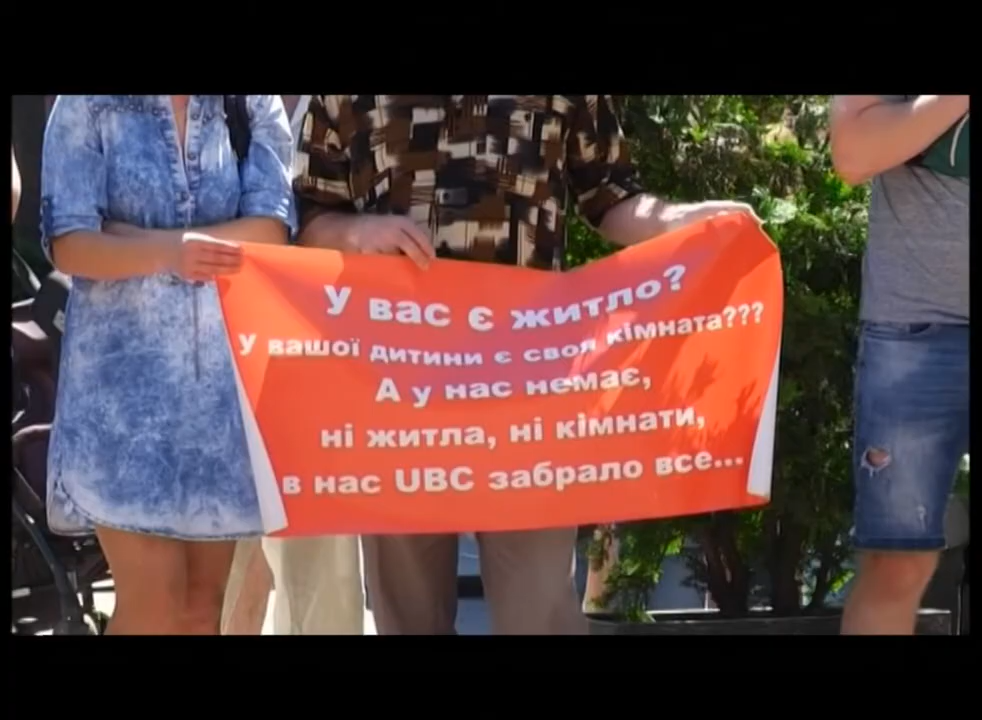 У вас є житло?
У вашої дитини є своя кімната???
А у нас немає,
ні житла, ні кімнати,
в нас UBC забрало все...